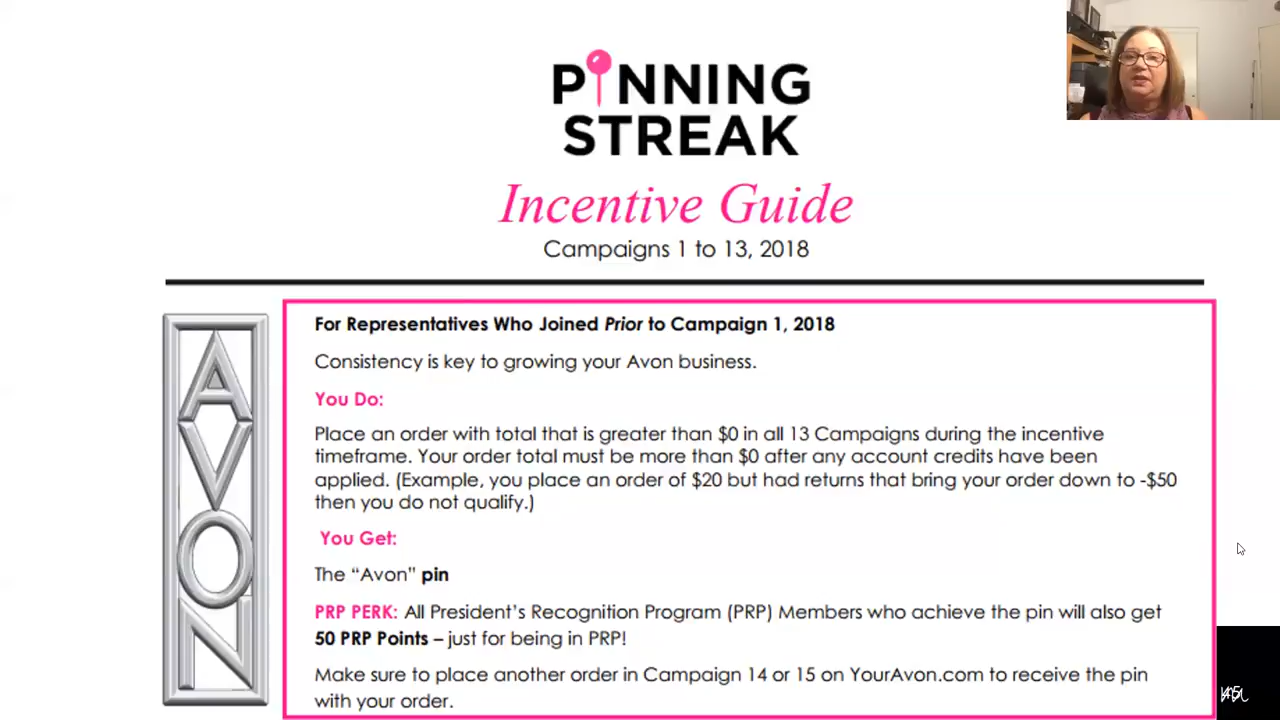 PINNING
STREAK
Incentive Guide
Campaigns 1 to 13, 2018
AVON
For Representatives Who Joined Prior to Campaign 1, 2018
Consistency is key to growing your Avon business.
You Do:
Place an order with total that is greater than $0 in all 13 Campaigns during the incentive
timeframe. Your order total must be more than $0 after any account credits have been
applied. (Example, you place an order of $20 but had returns that bring your order down to -$50
then you do not qualify.)
You Get:
The “Avon” pin
PRP PERK: All President’s Recognition Program (PRP) Members who achieve the pin will also get
50 PRP Points – just for being in PRP!
Make sure to place another order in Campaign 14 or 15 on YourAvon.com to receive the pin
with your order.